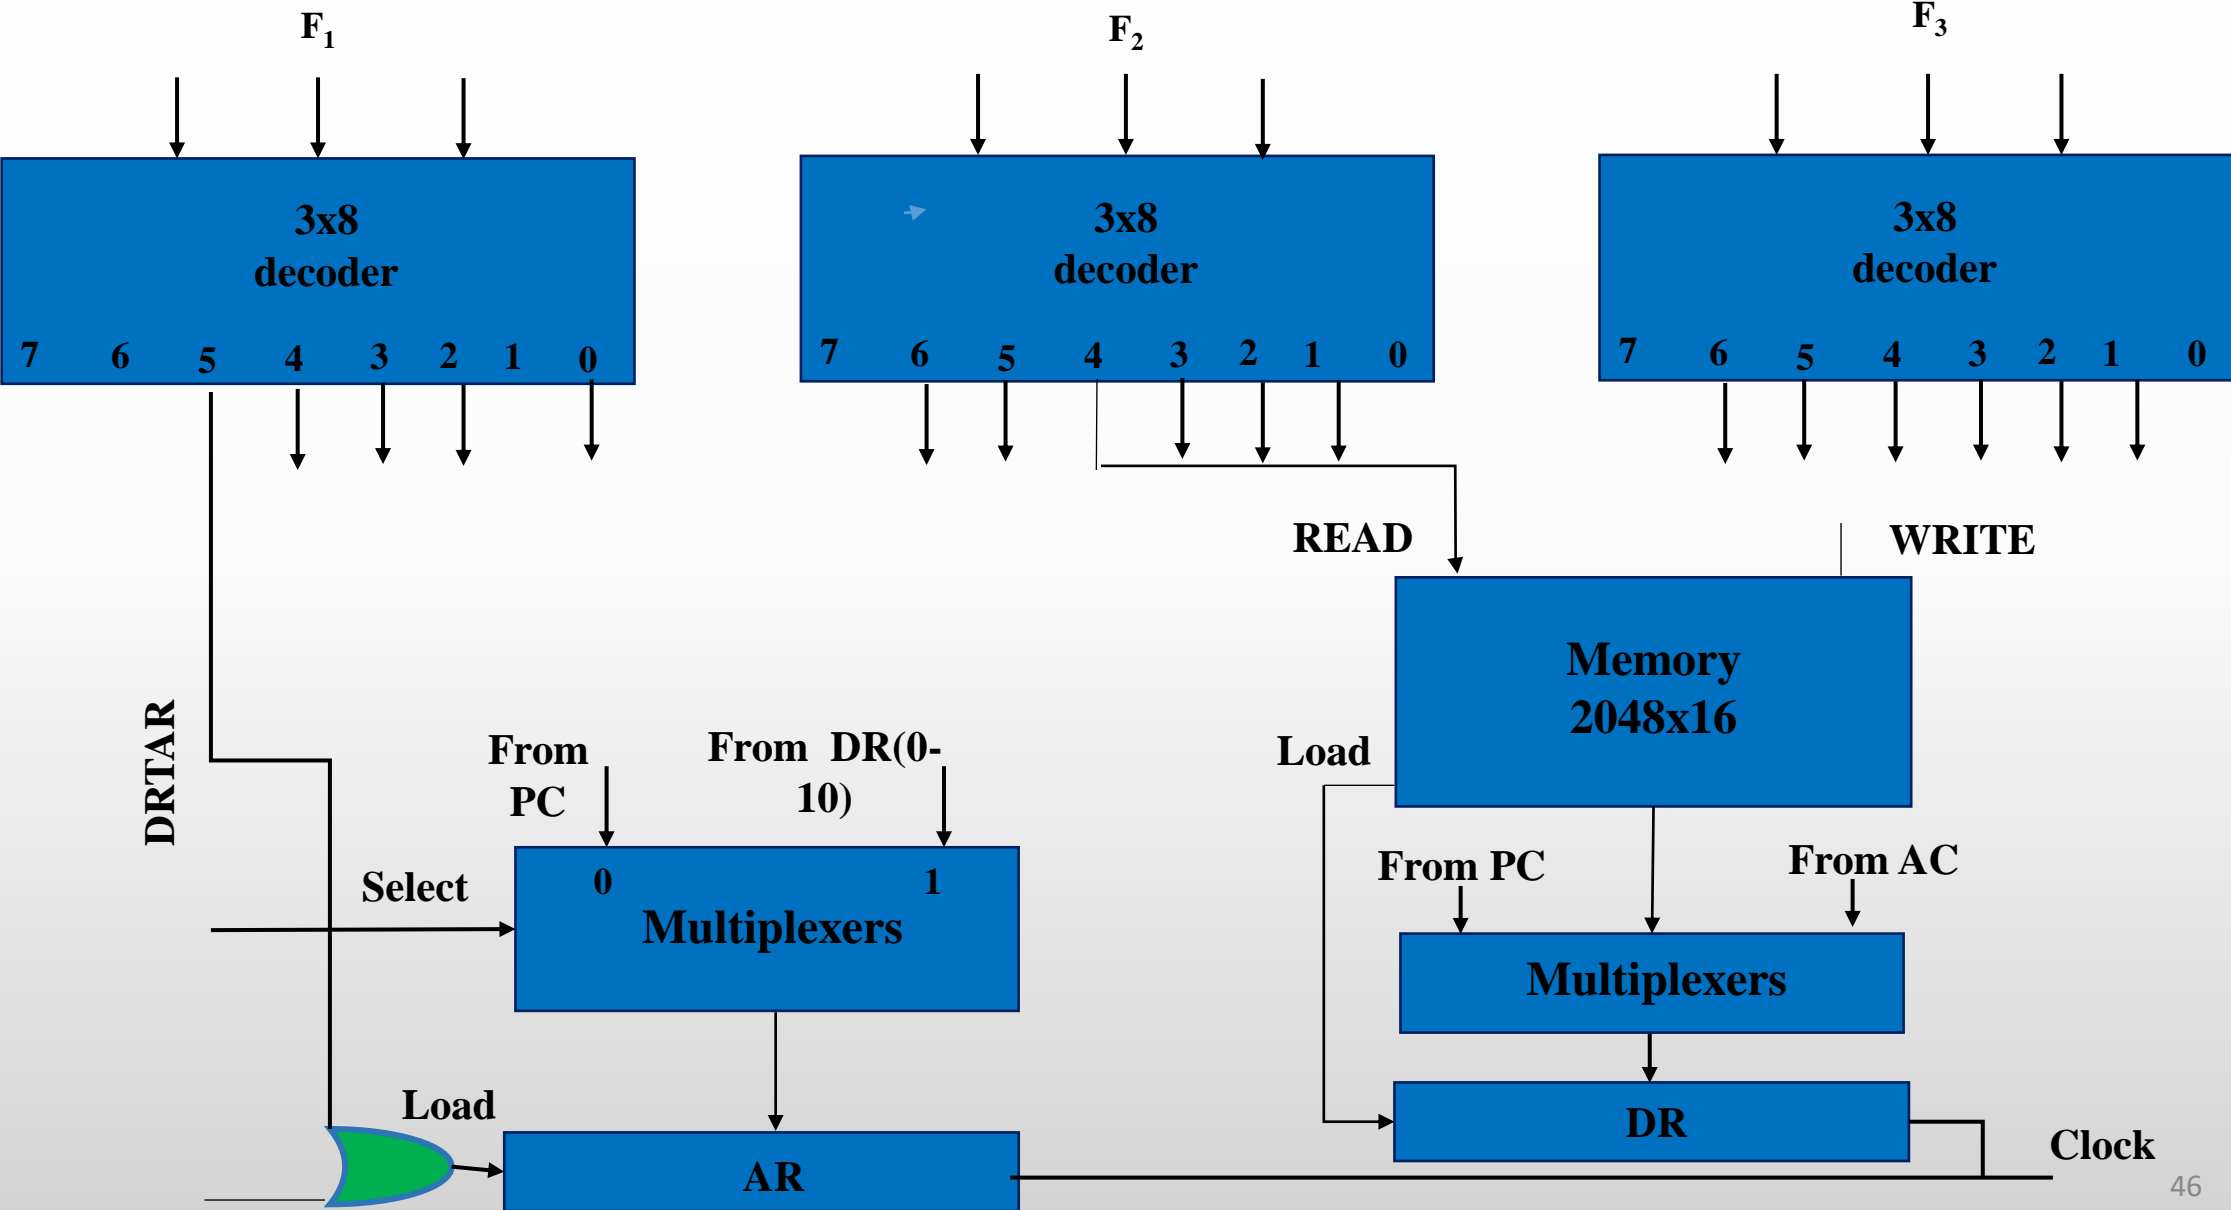 F₁
F₂
F₃
3x8
decoder
7 6 5 4 3 2 1 0
3x8
decoder
7 6 5 4 3 2 1 0
3x8
decoder
7 6 5 4 3 2 1 0
READ
WRITE
Memory
2048x16
DRTAR
From
PC
From DR(0-
10)
Load
Select
0 1
Multiplexers
From PC
From AC
Multiplexers
Load
AR
DR
Clock
46